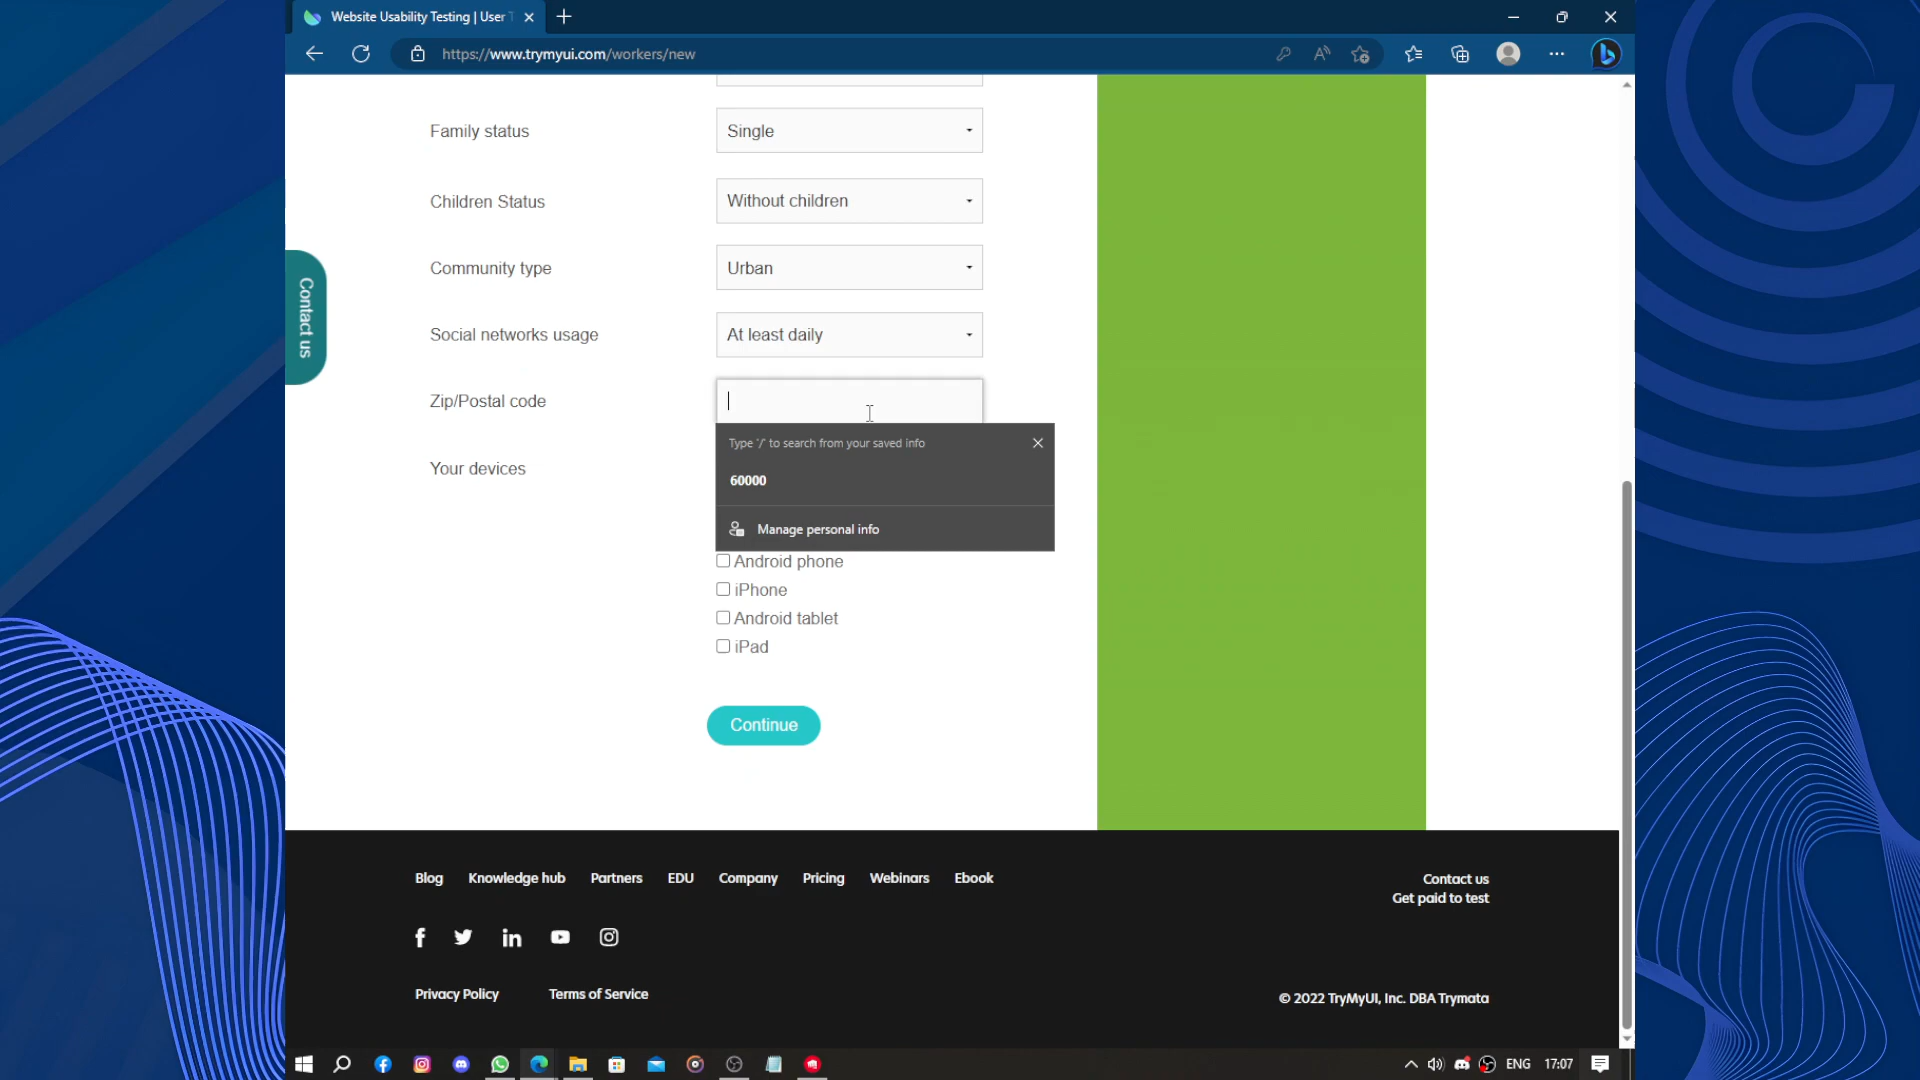 Website Usability Testing | User T
https://www.trymyui.com/workers/new
Family status
Single
Children Status
Without children
Community type
Urban
Contact us
Social networks usage
At least daily
Zip/Postal code
Type '/' to search from your saved info
60000
Your devices
Manage personal info
Android phone
iPhone
Android tablet
iPad
Continue
Blog Knowledge hub Partners EDU Company Pricing Webinars Ebook
Contact us
Get paid to test
Privacy Policy Terms of Service
© 2022 TryMyUI, Inc. DBA Trymata
ENG 17:07